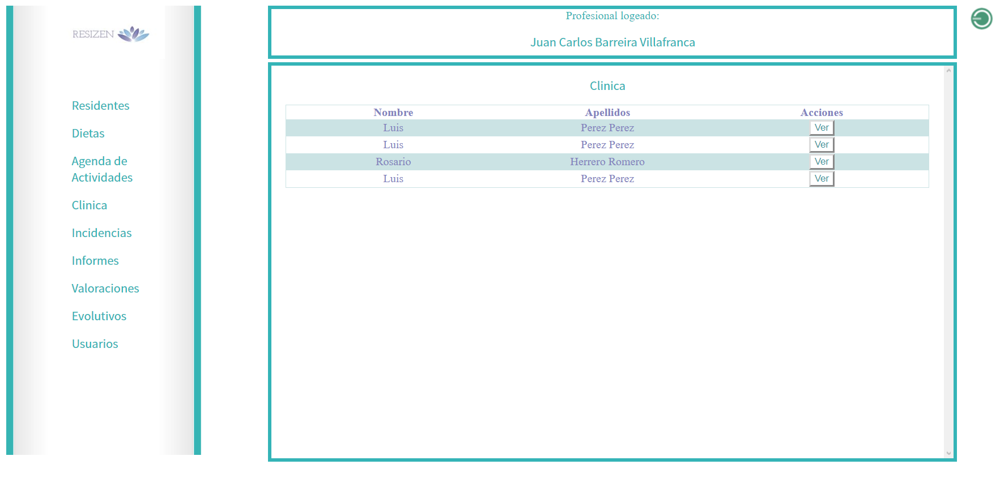 RESIZEN
Residentes
Dietas
Agenda de
Actividades
Clinica
Incidencias
Informes
Valoraciones
Evolutivos
Usuarios
Profesional logeado:
Juan Carlos Barreira Villafranca
Clinica
Nombre Apellidos Acciones
Luis Perez Perez Ver
Luis Perez Perez Ver
Rosario Herrero Romero Ver
Luis Perez Perez Ver